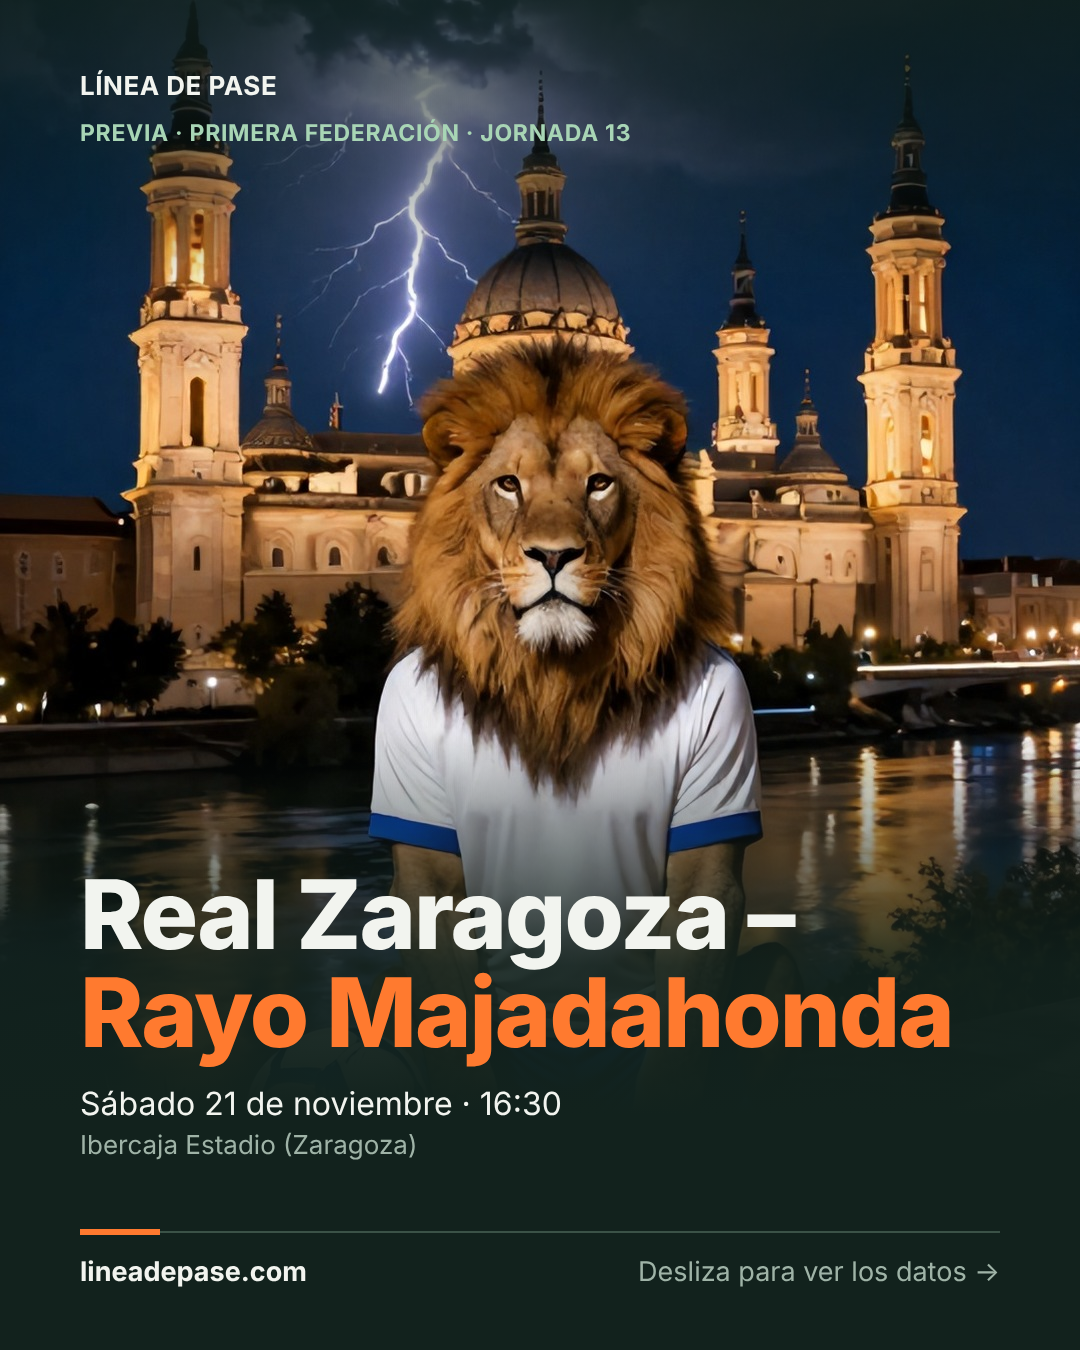 LÍNEA DE PASE
PREVIA · PRIMERA FEDERACIÓN · JORNADA 13
Real Zaragoza –
Rayo Majadahonda
Sábado 21 de noviembre · 16:30
Ibercaja Estadio (Zaragoza)
lineadepase.com
Desliza para ver los datos →